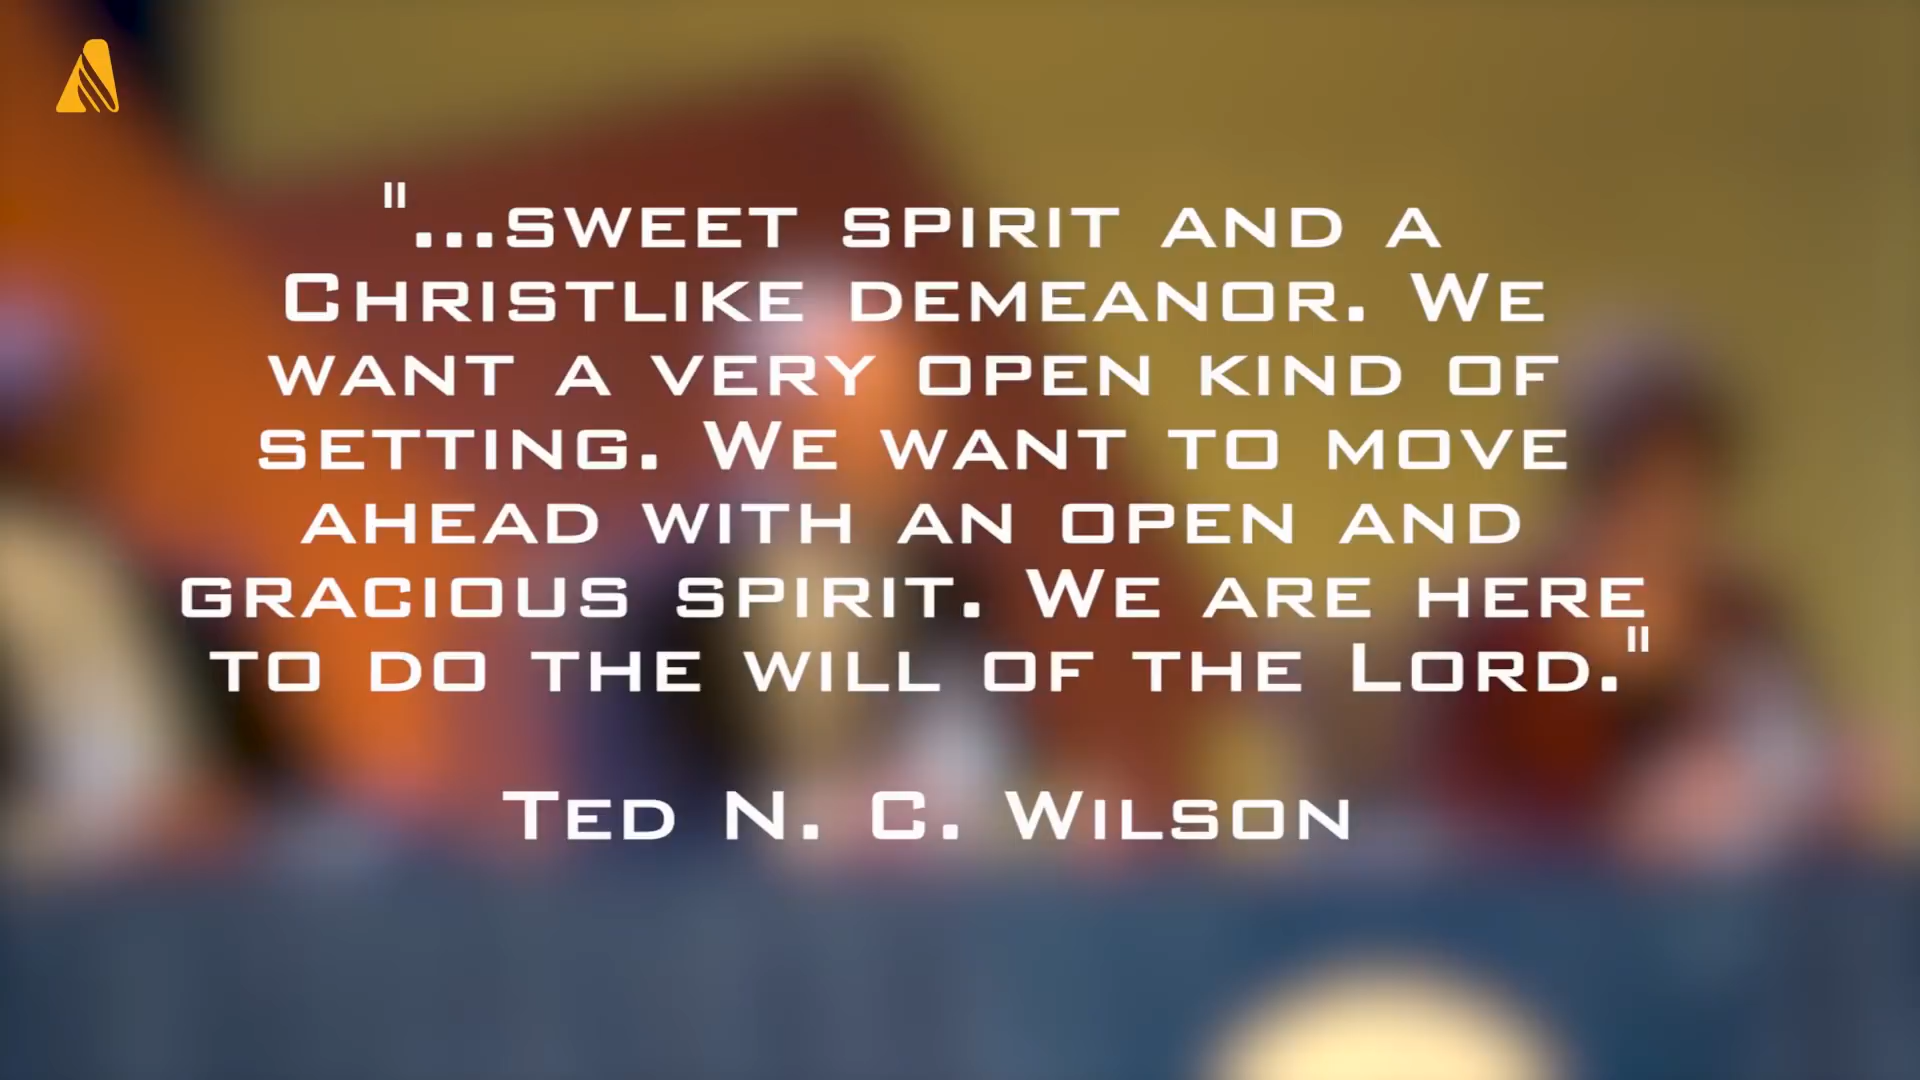 "...sweet spirit and a
Christlike demeanor. We
want a very open kind of
setting. We want to move
ahead with an open and
gracious spirit. We are here
to do the will of the Lord."
Ted N. C. Wilson